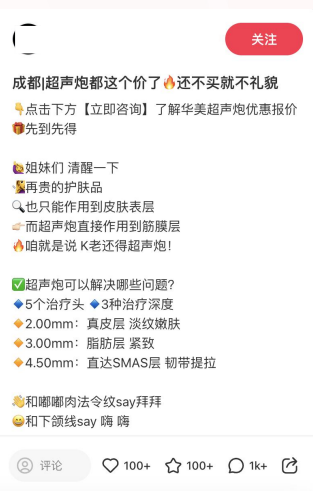 关注
成都|超声炮都这个价了🔥还不买就不礼貌
👇点击下方【立即咨询】了解华美超声炮优惠报价
🎁先到先得
🙋姐妹们 清醒一下
🧏再贵的护肤品
🔍也只能作用到皮肤表层
👉🏻而超声炮直接作用到筋膜层
🔥咱就是说 K老还得超声炮！
✅超声炮可以解决哪些问题?
🔹5个治疗头 🔹3种治疗深度
🔸2.00mm：真皮层 淡纹嫩肤
🔸3.00mm：脂肪层 紧致
🔸4.50mm：直达SMAS层 韧带提拉
👋和嘟嘟肉法令纹say拜拜
😄和下颌线say 嗨 嗨
评论 100+ 100+ 1k+